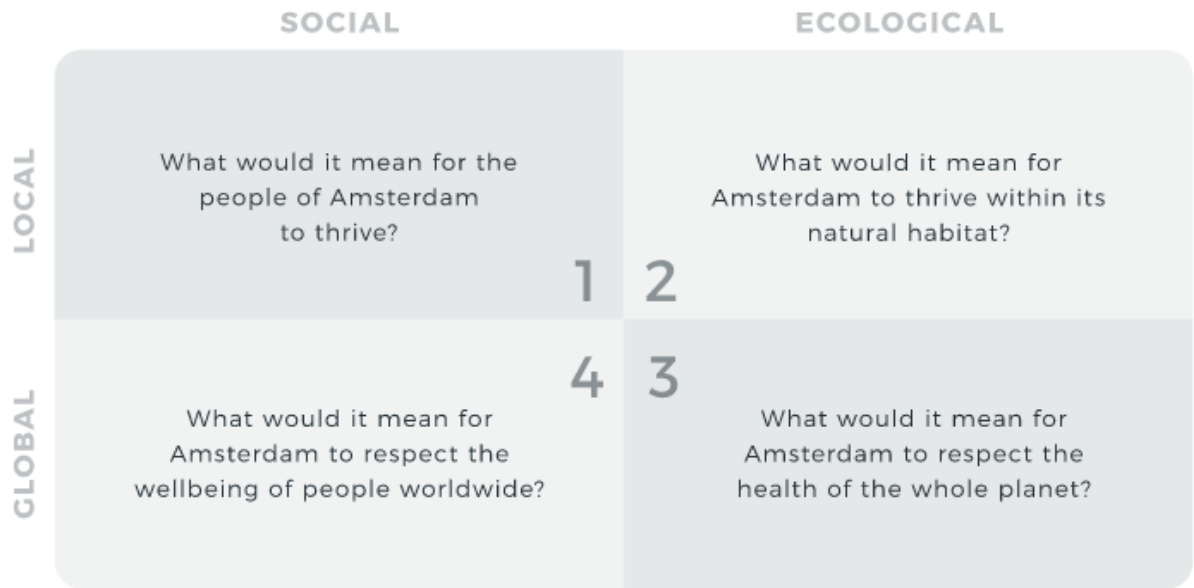 SOCIAL
ECOLOGICAL
LOCAL
What would it mean for the
people of Amsterdam
to thrive?
1
What would it mean for
Amsterdam to thrive within its
natural habitat?
2
GLOBAL
4
What would it mean for
Amsterdam to respect the
wellbeing of people worldwide?
3
What would it mean for
Amsterdam to respect the
health of the whole planet?